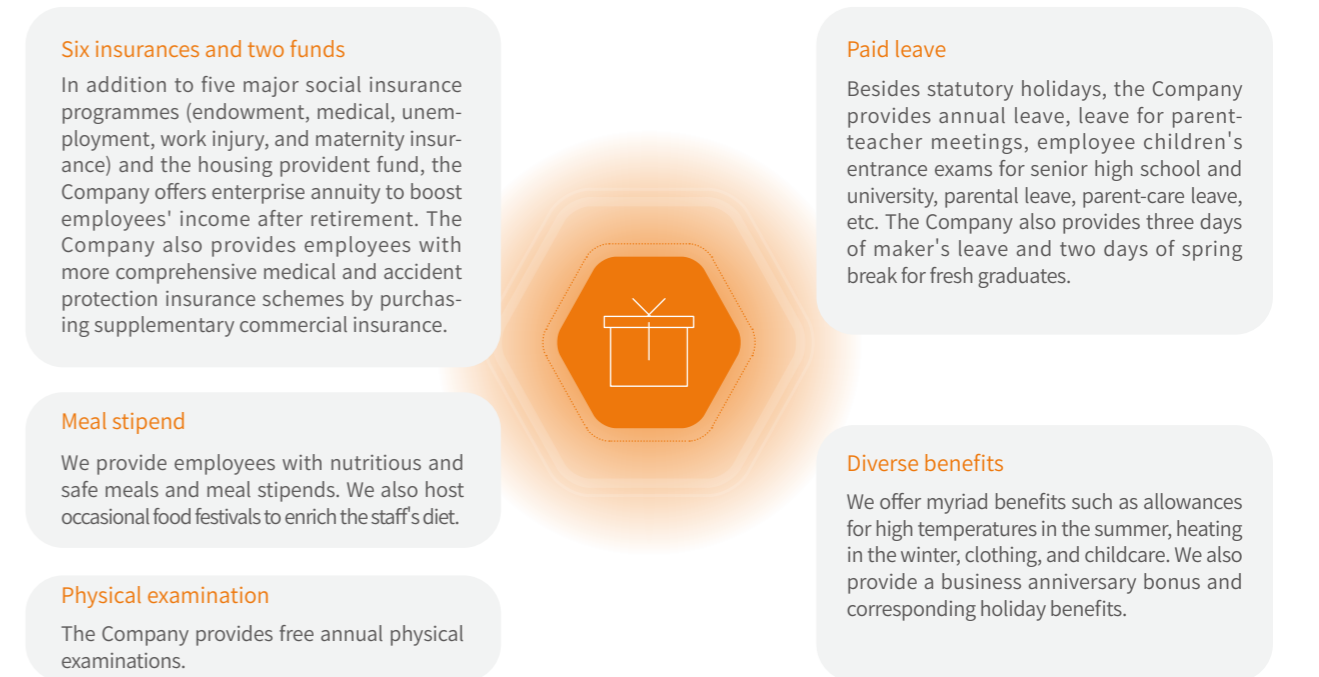 Six insurances and two funds
In addition to five major social insurance
programmes (endowment, medical, unem-
ployment, work injury, and maternity insur-
ance) and the housing provident fund, the
Company offers enterprise annuity to boost
employees' income after retirement. The
Company also provides employees with
more comprehensive medical and accident
protection insurance schemes by purchas-
ing supplementary commercial insurance.
Meal stipend
We provide employees with nutritious and
safe meals and meal stipends. We also host
occasional food festivals to enrich the staff's diet.
Physical examination
The Company provides free annual physical
examinations.
Paid leave
Besides statutory holidays, the Company
provides annual leave, leave for parent-
teacher meetings, employee children's
entrance exams for senior high school and
university, parental leave, parent-care leave,
etc. The Company also provides three days
of maker's leave and two days of spring
break for fresh graduates.
Diverse benefits
We offer myriad benefits such as allowances
for high temperatures in the summer, heating
in the winter, clothing, and childcare. We also
provide a business anniversary bonus and
corresponding holiday benefits.